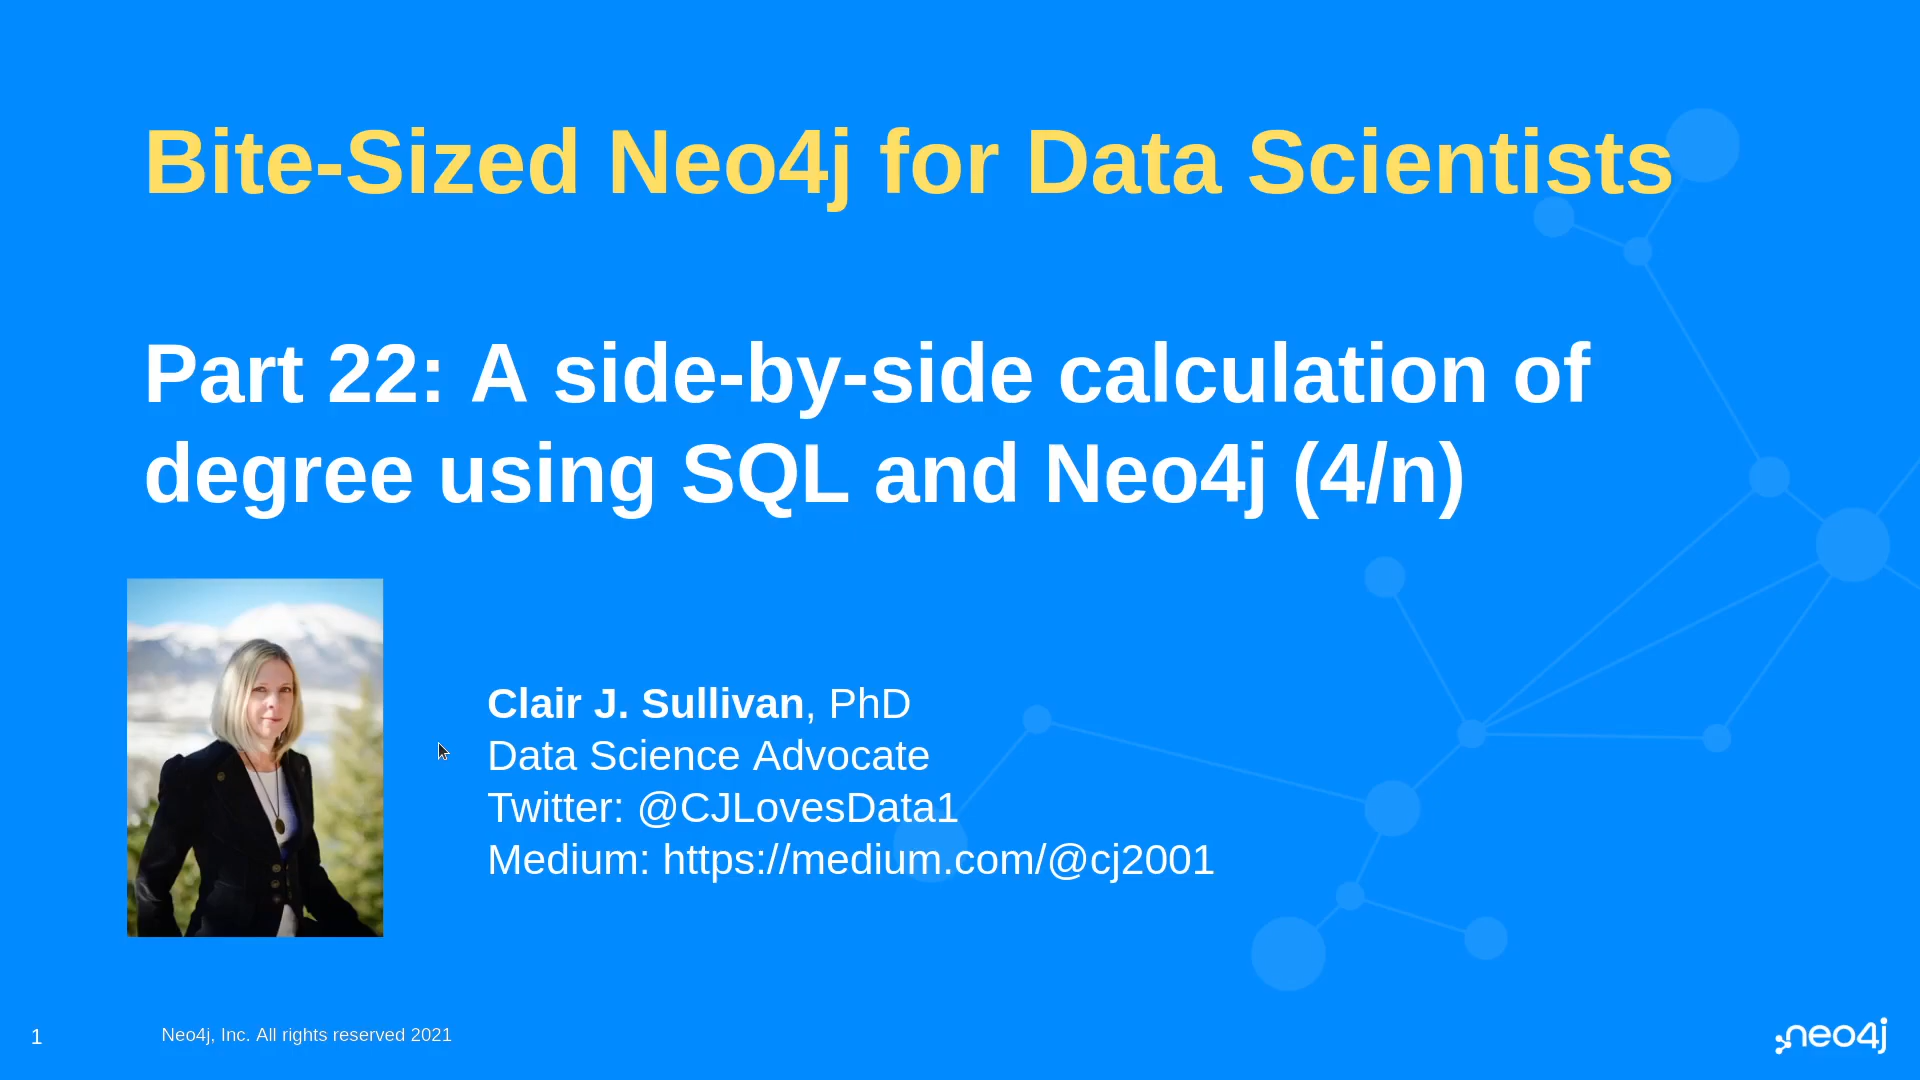 Bite-Sized Neo4j for Data Scientists
Part 22: A side-by-side calculation of
degree using SQL and Neo4j (4/n)
Clair J. Sullivan, PhD
Data Science Advocate
Twitter: @CJLovesData1
Medium: https://medium.com/@cj2001
1
Neo4j, Inc. All rights reserved 2021
neo4j